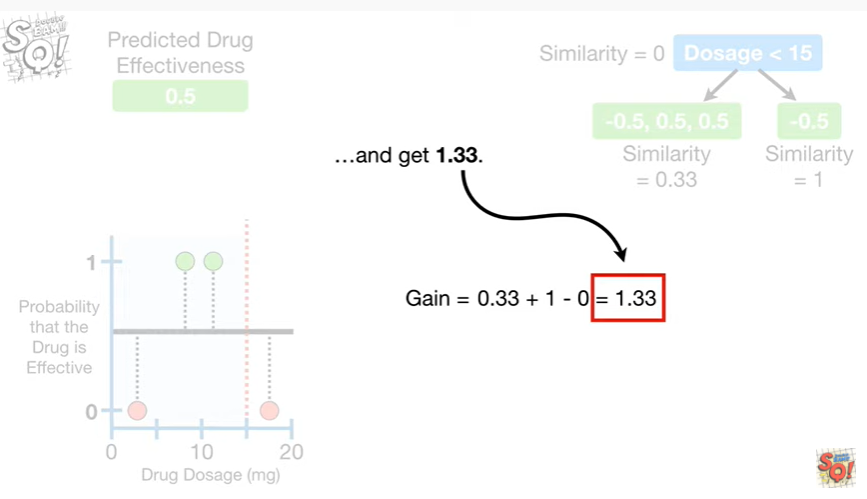 Predicted Drug
Effectiveness
0.5
Similarity = 0
Dosage < 15
-0.5, 0.5, 0.5
-0.5
Similarity
= 0.33
Similarity
= 1
…and get 1.33.
Gain = 0.33 + 1 - 0 = 1.33
Probability
that the
Drug is
Effective
1
0
0
10
20
Drug Dosage (mg)
SQ!